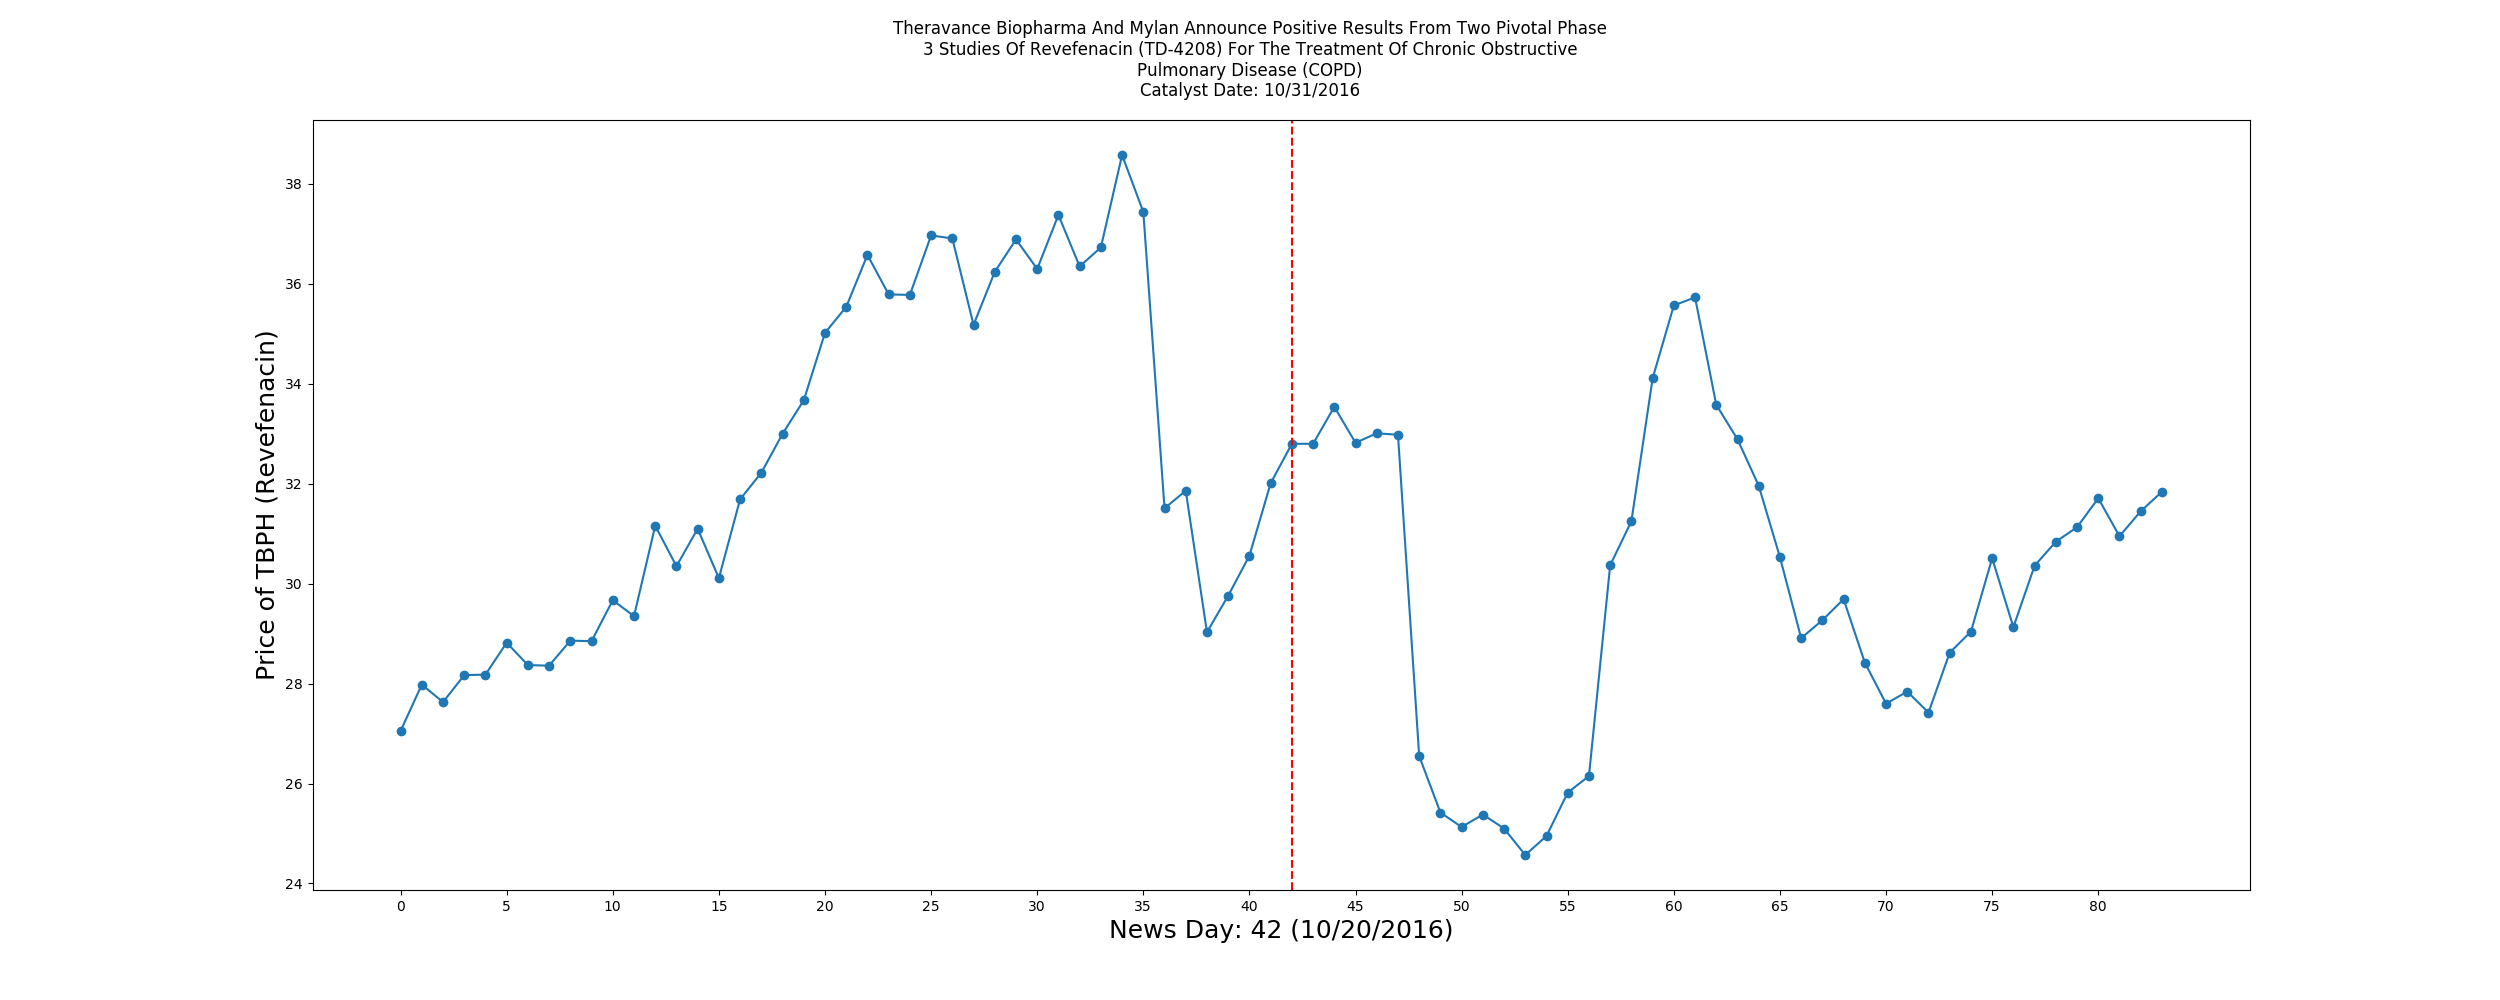 Theravance Biopharma And Mylan Announce Positive Results From Two Pivotal Phase
3 Studies Of Revefenacin (TD-4208) For The Treatment Of Chronic Obstructive
Pulmonary Disease (COPD)
Catalyst Date: 10/31/2016
Price of TBPH (Revefenacin)
38
36
34
32
30
28
26
24
0 5 10 15 20 25 30 35 40 45 50 55 60 65 70 75 80
News Day: 42 (10/20/2016)